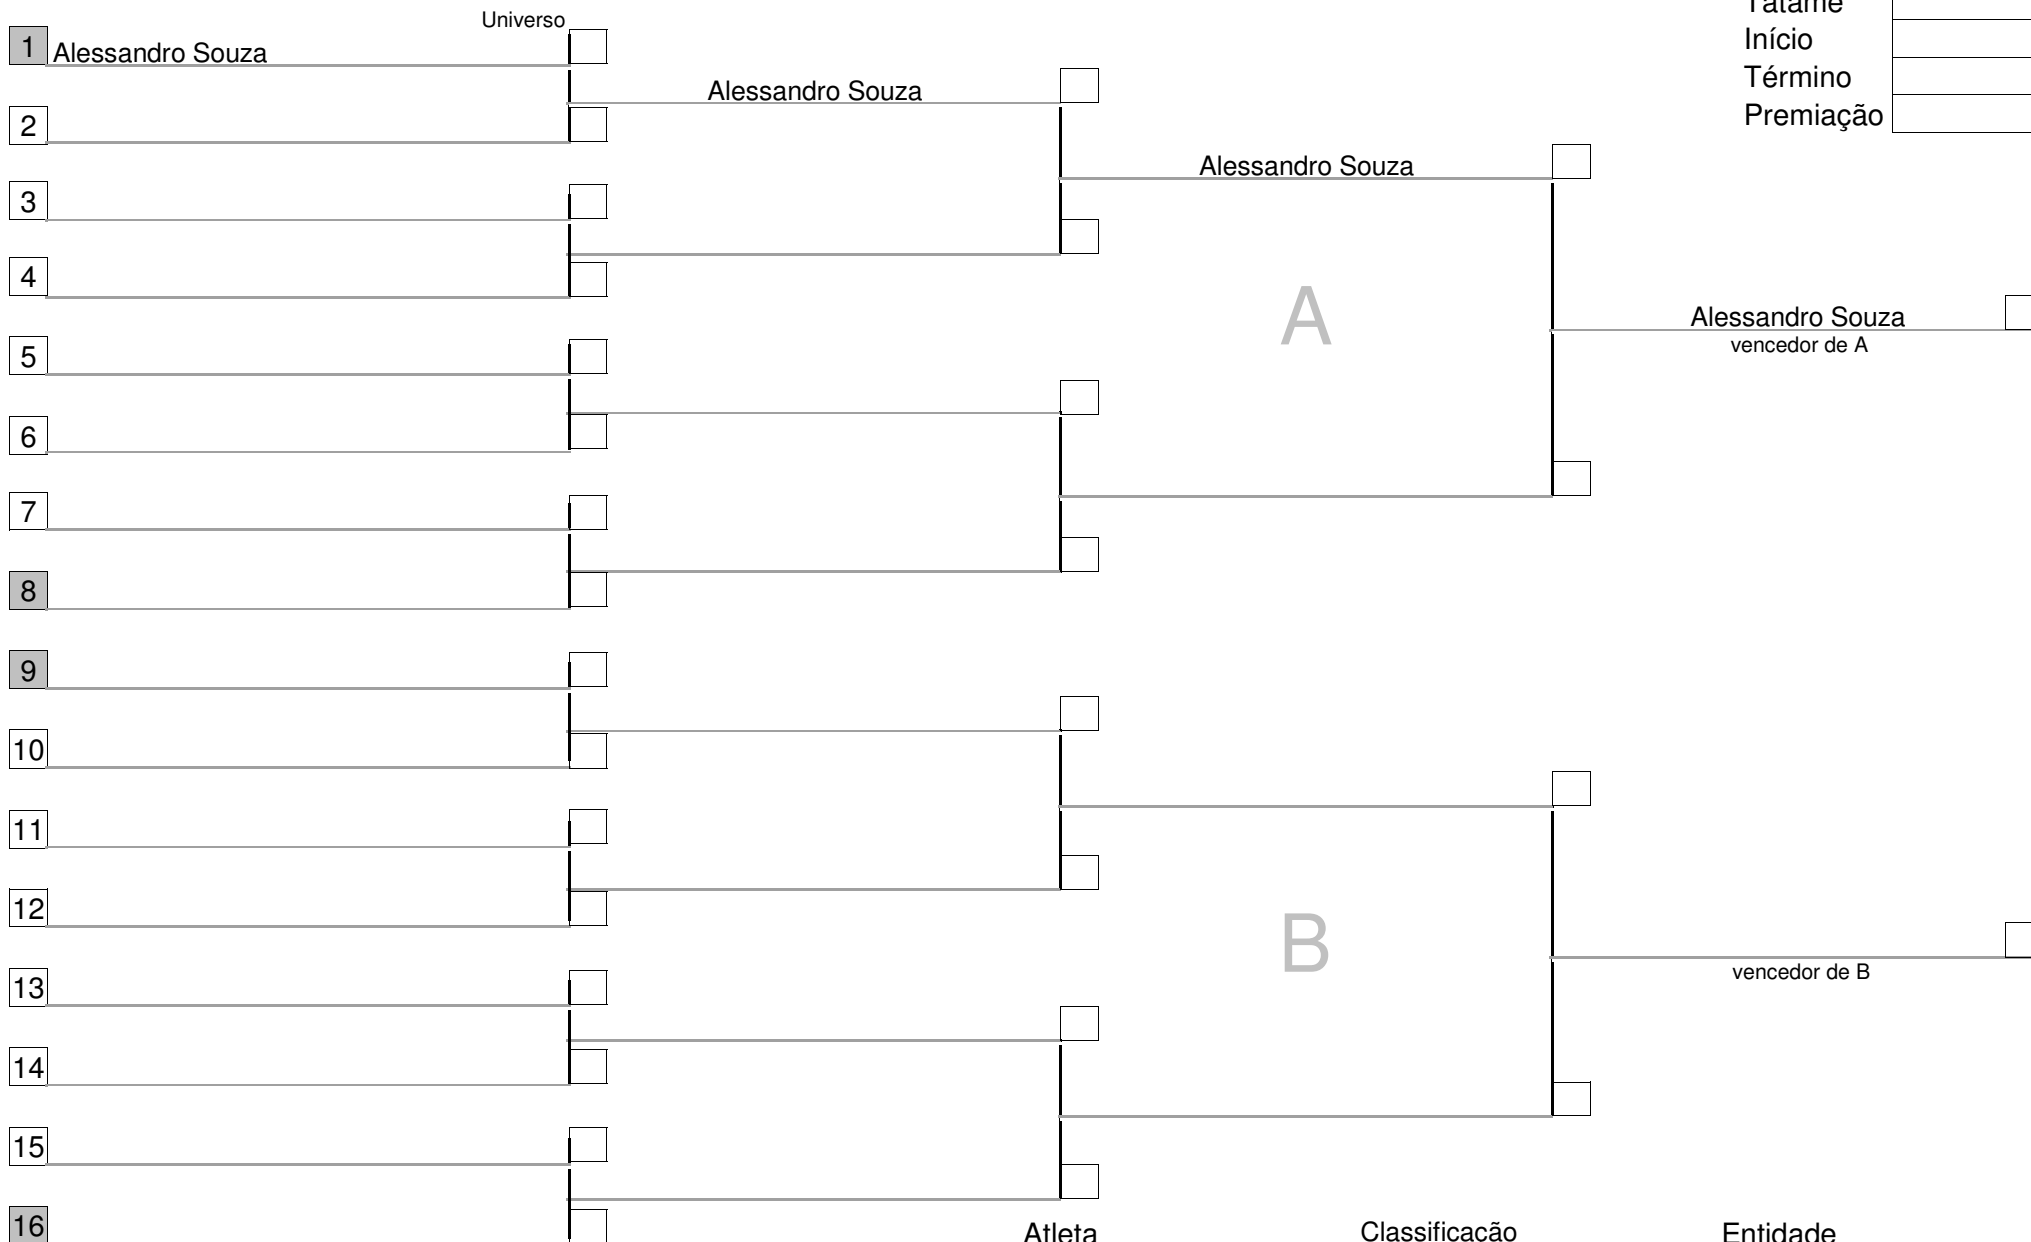 Universo
Tatame
1 Alessandro Souza
Início
Término
Alessandro Souza
Premiação
2
Alessandro Souza
3
4
A
Alessandro Souza
vencedor de A
5
6
7
8
9
10
11
12
B
vencedor de B
13
14
15
16
Atleta Classificação Entidade